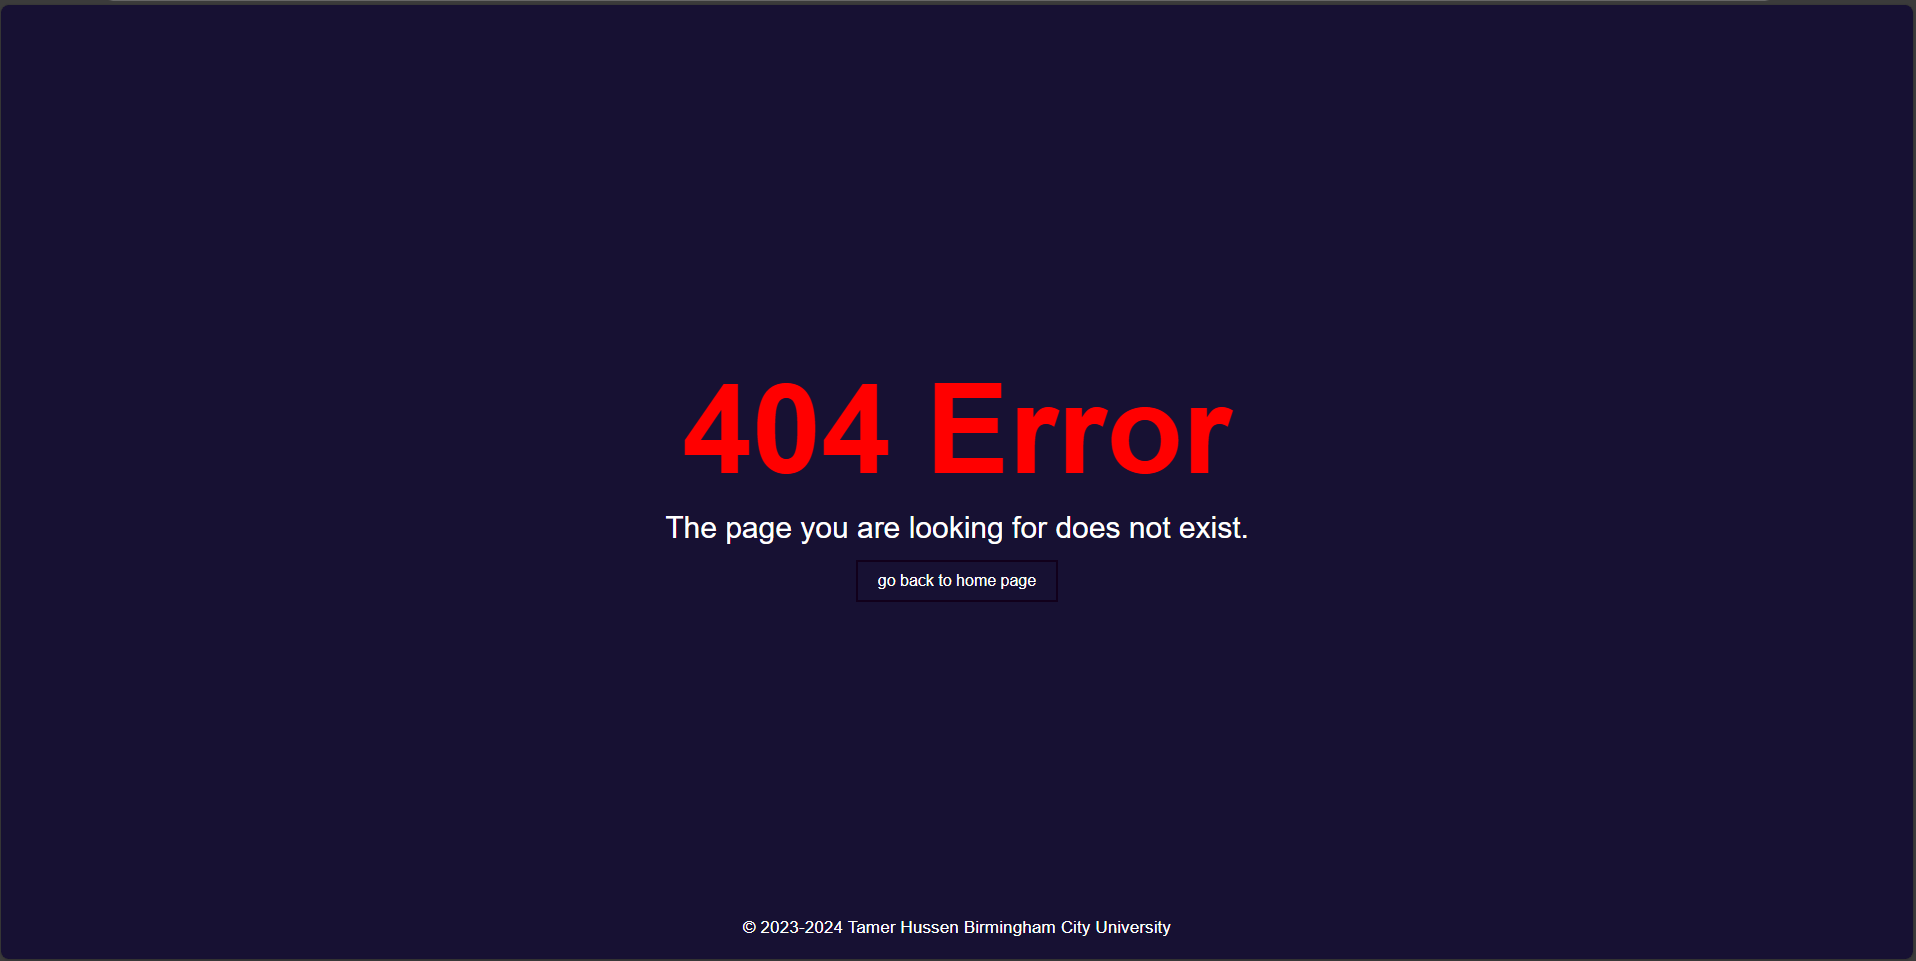 404 Error
The page you are looking for does not exist.
go back to home page
© 2023-2024 Tamer Hussen Birmingham City University